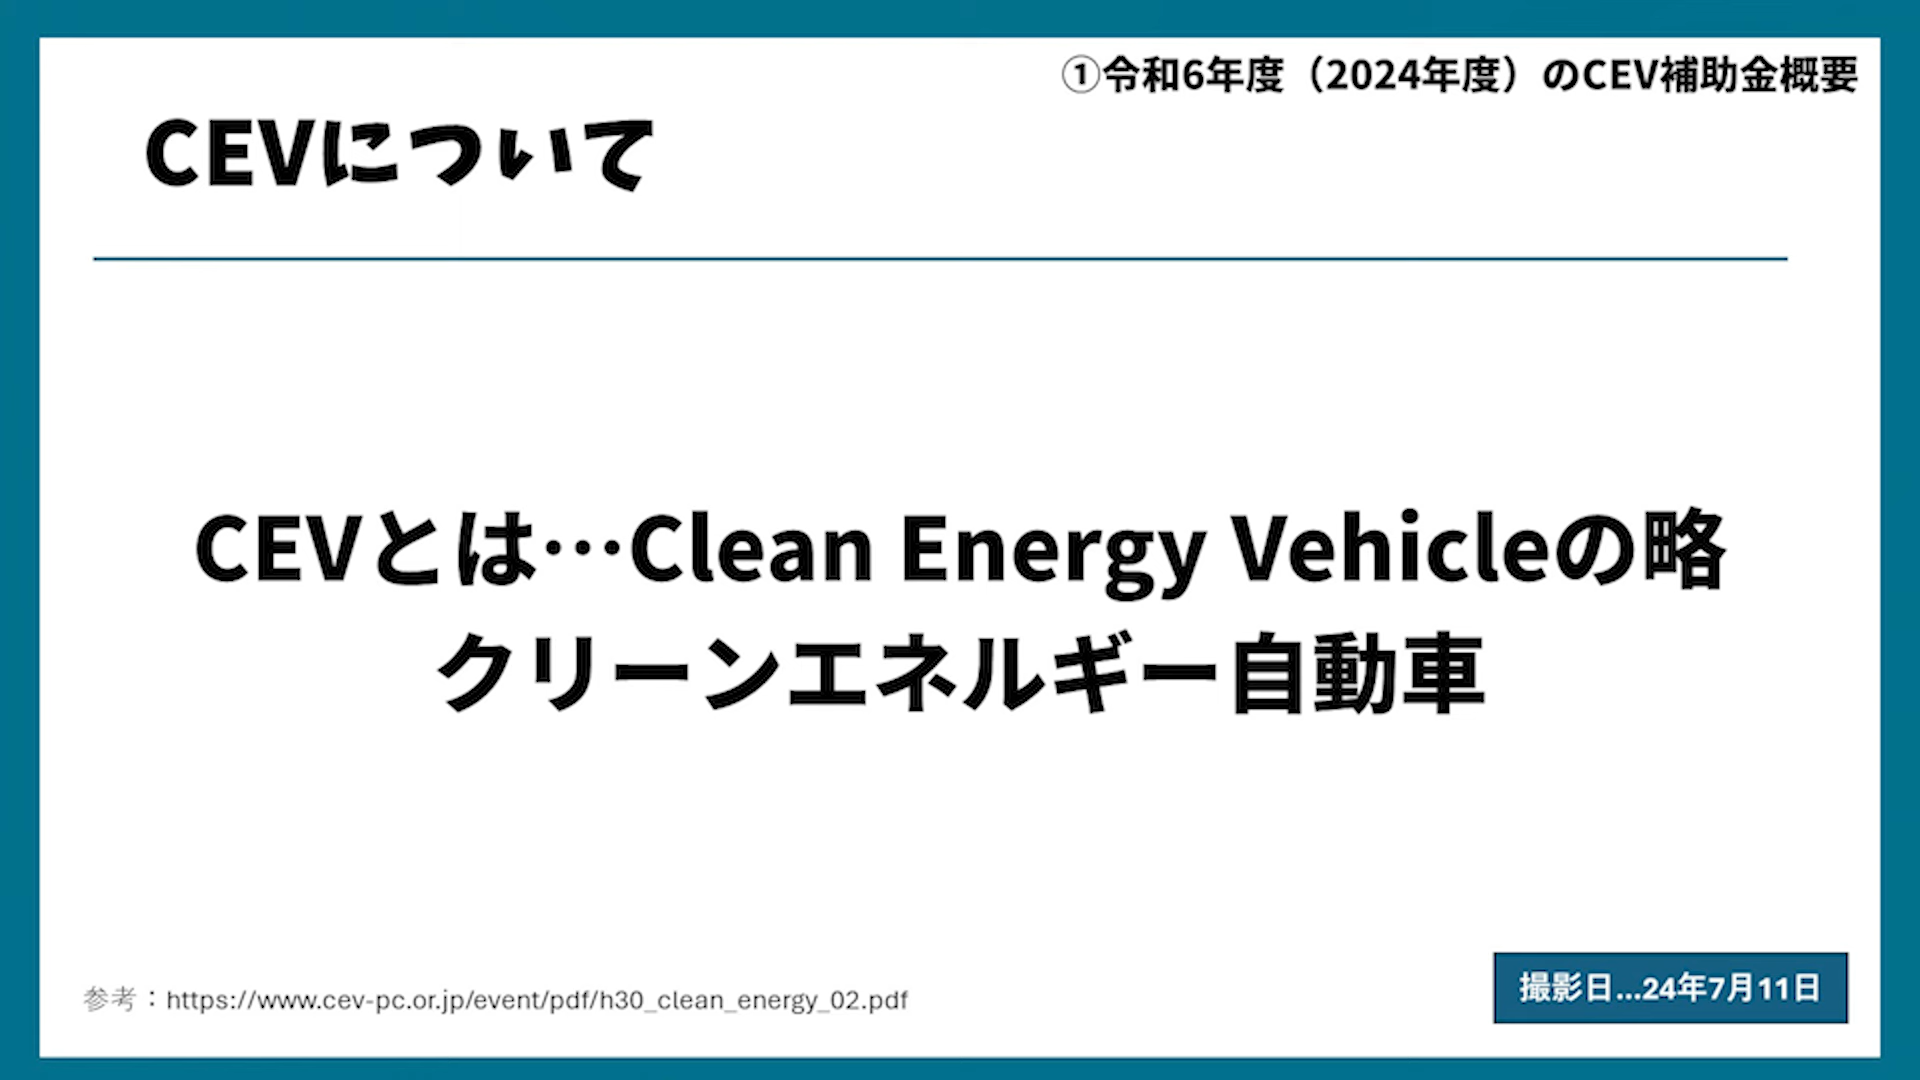 ①令和6年度（2024年度）のCEV補助金概要
CEVについて
CEVとは…Clean Energy Vehicleの略
クリーンエネルギー自動車
参考：https://www.cev-pc.or.jp/event/pdf/h30_clean_energy_02.pdf
撮影日...24年7月11日